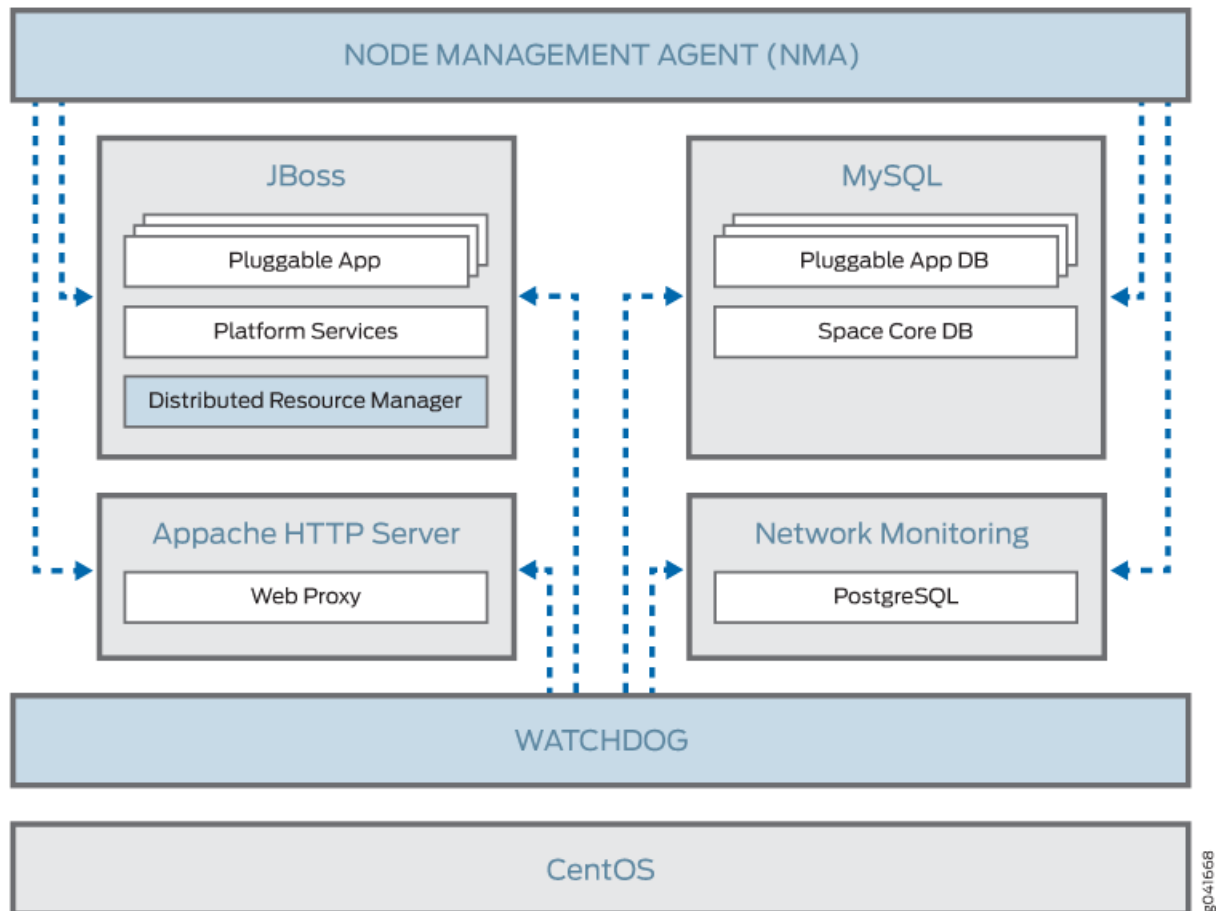 NODE MANAGEMENT AGENT (NMA)
JBoss
Pluggable App
Platform Services
Distributed Resource Manager
MySQL
Pluggable App DB
Space Core DB
Appache HTTP Server
Web Proxy
Network Monitoring
PostgreSQL
WATCHDOG
CentOS
g041668